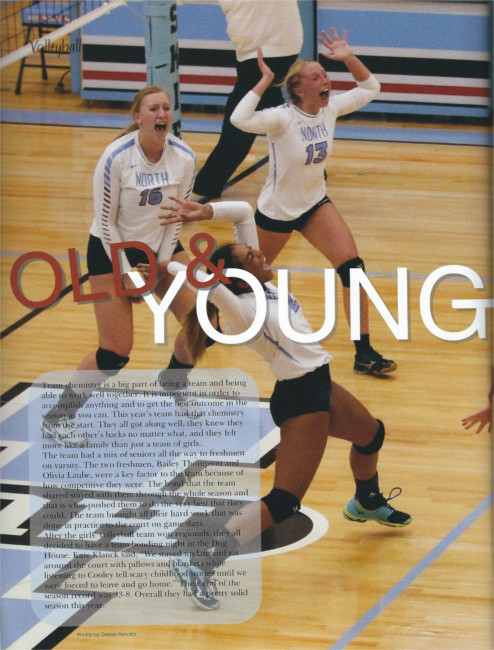 Volleyball
NORTH
13
NORTH
16
OLD & YOUNG
Team chemistry is a big part of being a team and being
able to work well together. It is important in order to
accomplish anything and to get the best outcome in the
season as you can. This year's team had that chemistry
from the start. They all got along well, they knew they
had each other's backs no matter what, and they felt
more like a family than just a team of girls.
The team had a mix of seniors all the way to freshmen
on varsity. The two freshmen, Bailey Thompson and
Olivia Laube, were a key factor to the team because of
how competitive they were. The bond that the team
shared stayed with them through the whole season and
that is what pushed them to do the very best that they
could. The team brought all their hard work that was
done in practice to the court on game days.
After the girls' volleyball team won regionals, they all
decided to have a team bonding night in the Dog
House. Kate Klauck said, "We stayed up late and sat
around the court with pillows and blankets while
listening to Cooley tell scary childhood stories until we
were forced to leave and go home." Their end of the
season record was 33-8. Overall they had a pretty solid
season this year.
Photos by: